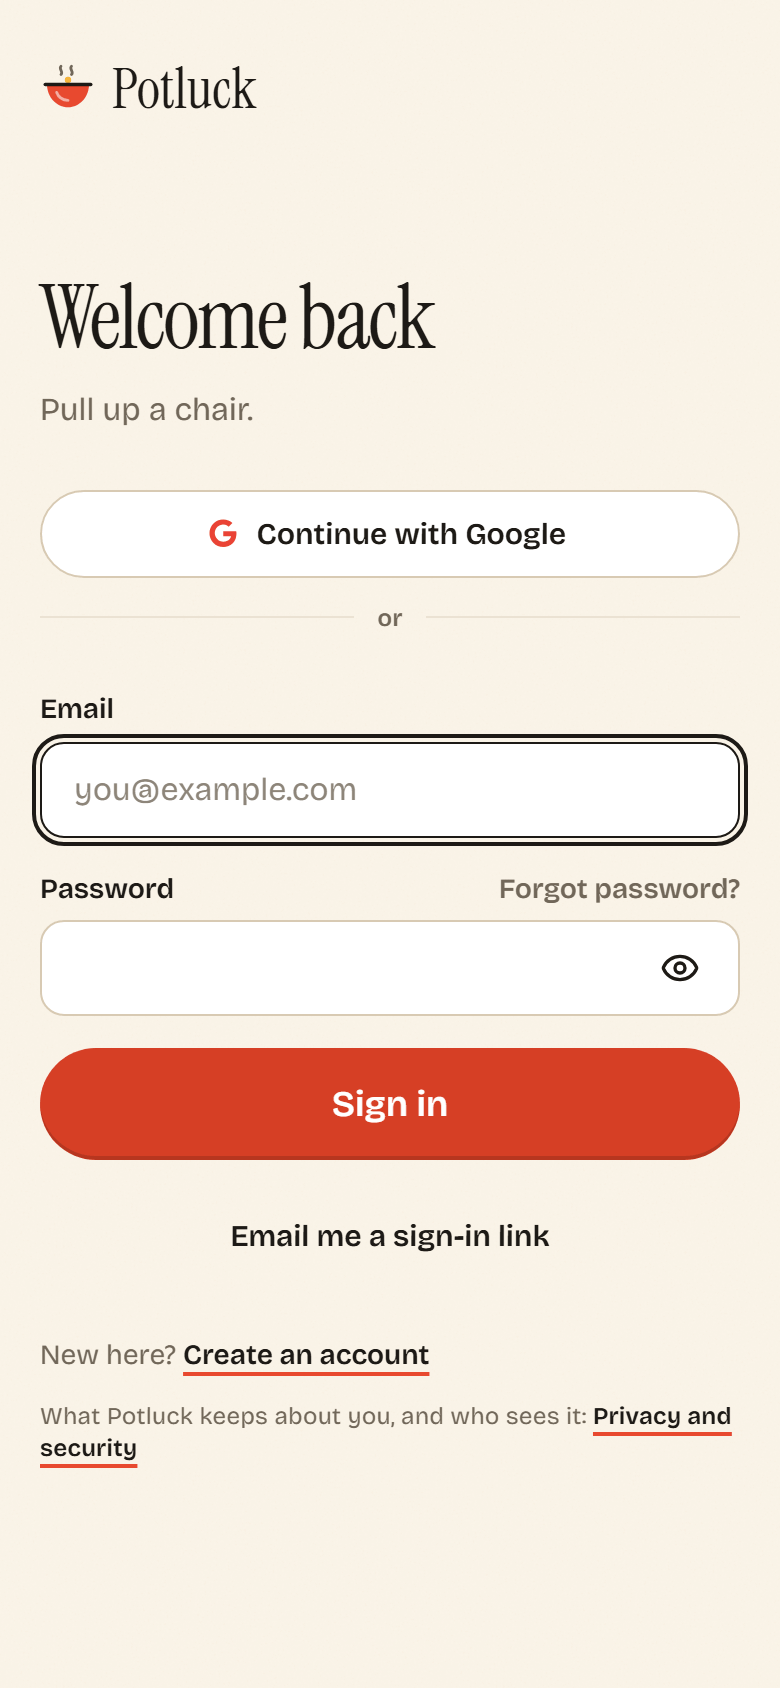 Potluck
Welcome back
Pull up a chair.
Continue with Google
or
Email
you@example.com
Password Forgot password?
Sign in
Email me a sign-in link
New here? Create an account
What Potluck keeps about you, and who sees it: Privacy and
security